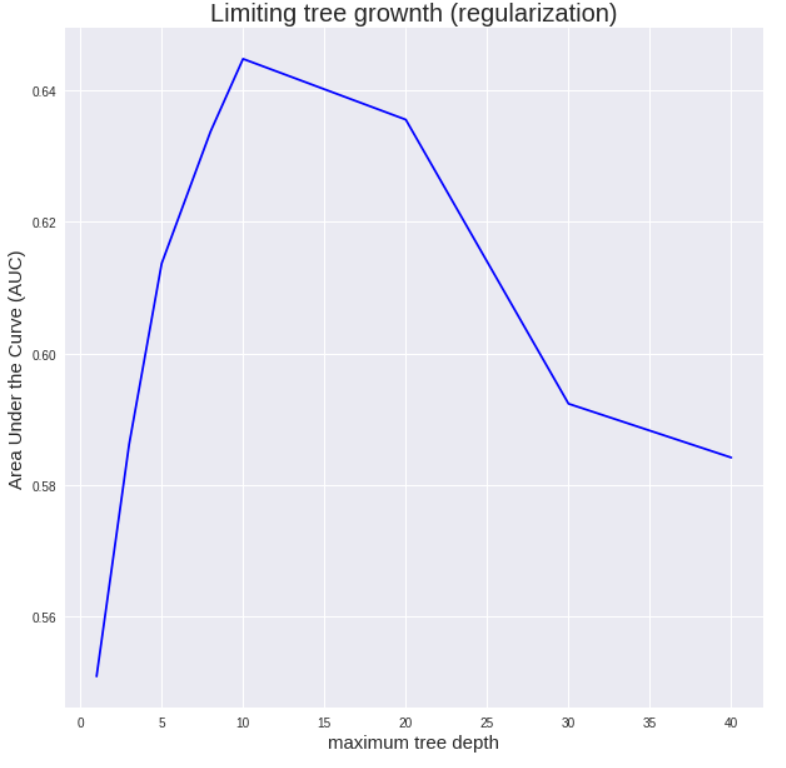 Limiting tree grownth (regularization)
0.64
0.62
0.60
0.58
0.56
Area Under the Curve (AUC)
0 5 10 15 20 25 30 35 40
maximum tree depth